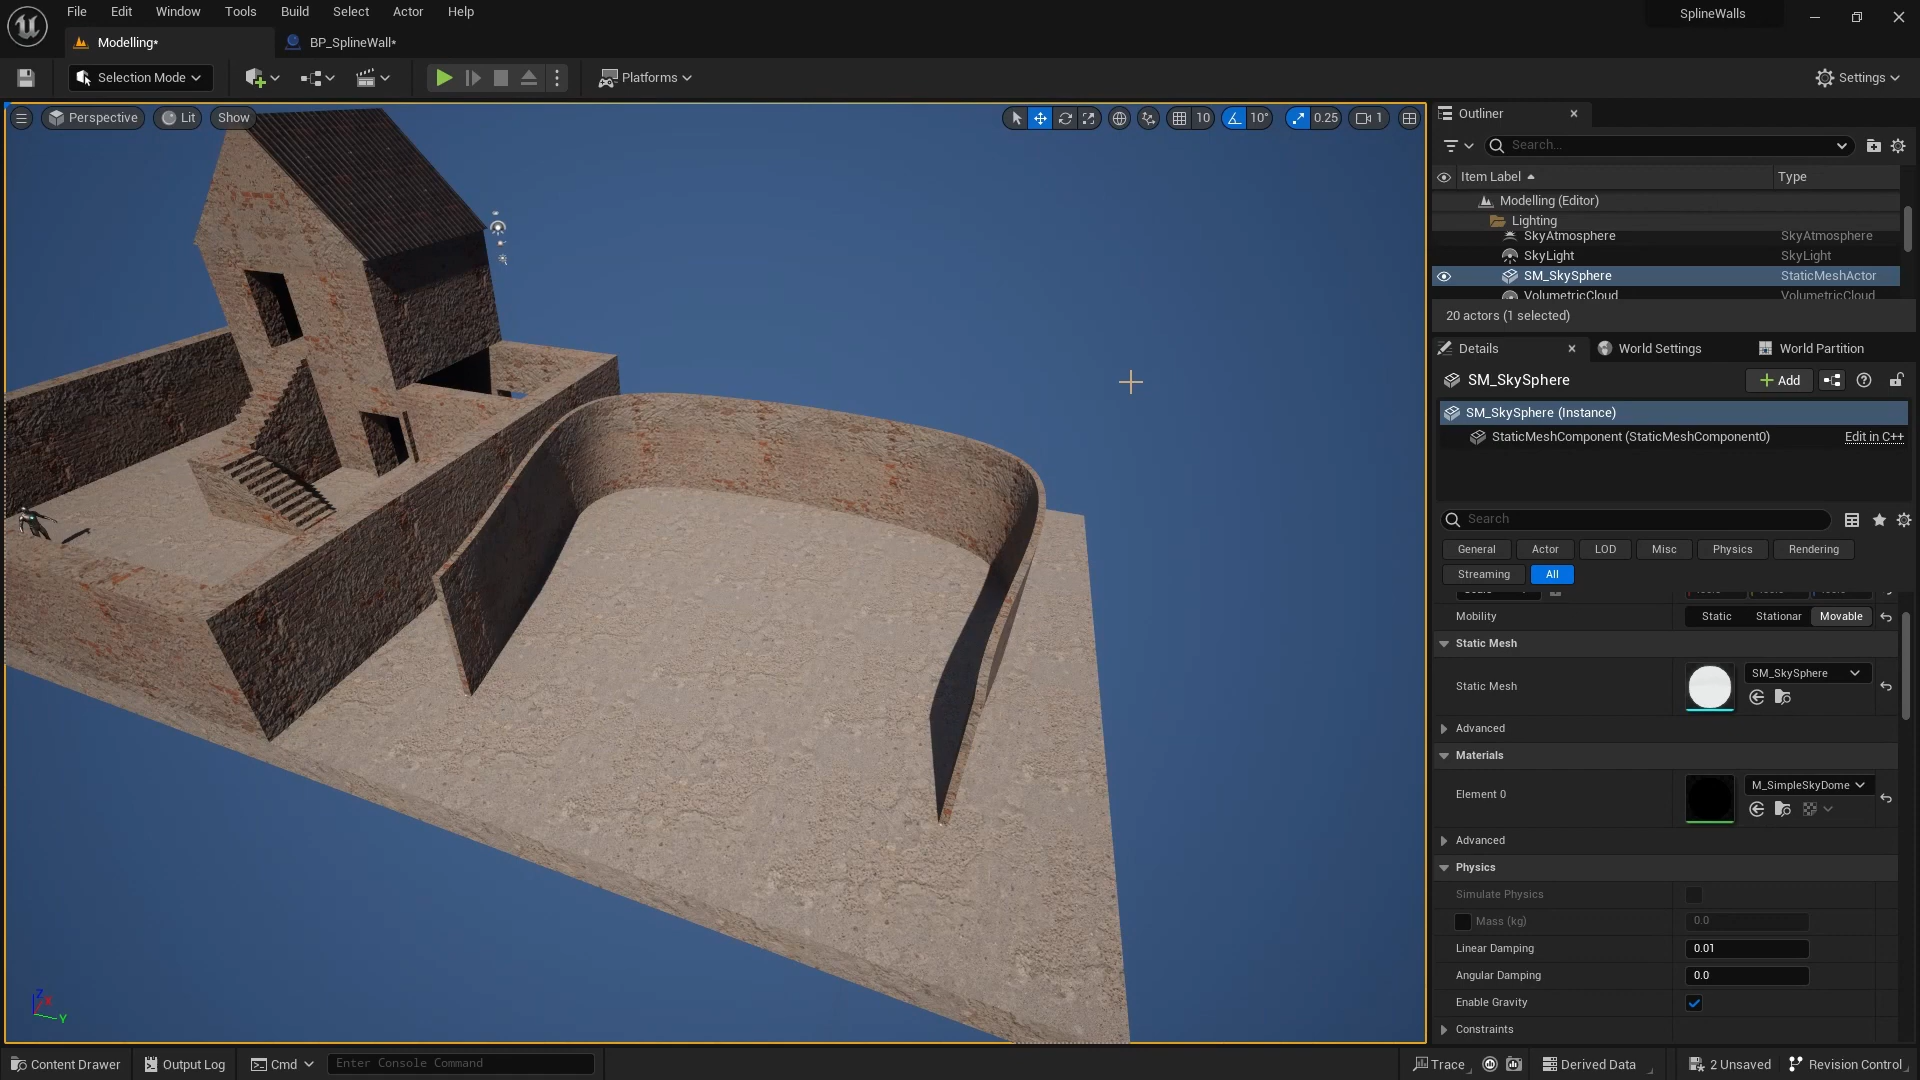 File Edit Window Tools Build Select Actor Help SplineWalls
Modelling* BP_SplineWall*
Selection Mode Platforms Settings
Perspective Lit Show 10 10° 0.25 1
Outliner
Search...
Item Label Type
Modelling (Editor)
Lighting
SkyAtmosphere SkyAtmosphere
SkyLight SkyLight
SM_SkySphere StaticMeshActor
VolumetricCloud VolumetricCloud
20 actors (1 selected)
Details World Settings World Partition
SM_SkySphere Add
SM_SkySphere (Instance)
StaticMeshComponent (StaticMeshComponent0) Edit in C++
Search
General Actor LOD Misc Physics Rendering
Streaming All
Mobility Static Stationar Movable
Static Mesh
Static Mesh SM_SkySphere
Advanced
Materials
Element 0 M_SimpleSkyDome
Advanced
Physics
Simulate Physics
Mass (kg) 0.0
Linear Damping 0.01
Angular Damping 0.0
Enable Gravity
Constraints
Z X Y
Content Drawer Output Log Cmd Enter Console Command Trace Derived Data 2 Unsaved Revision Control